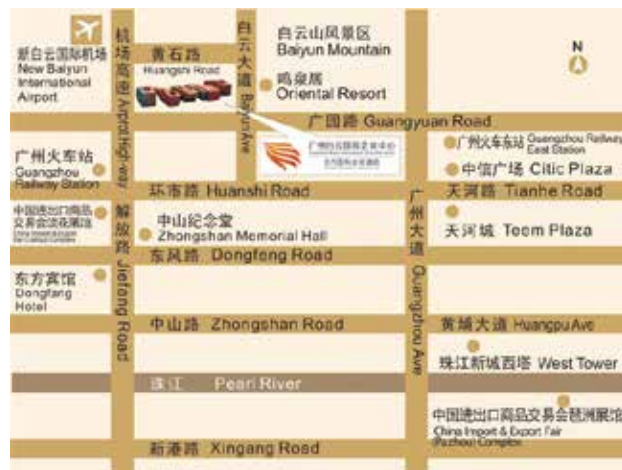 新白云国际机场
New Baiyun
International
Airport
机场高速 Airport Highway
黄石路
Huangshi Road
白云大道 Baiyun Ave
白云山风景区
Baiyun Mountain
鸣泉居
Oriental Resort
N
广园路 Guangyuan Road
广州火车站
Guangzhou
Railway Station
广州火车东站 Guangzhou Railway
East Station
中信广场 Citic Plaza
环市路 Huanshi Road
天河路 Tianhe Road
中国进出口商品
交易会流花展馆
解放路 Jiefang Road
中山纪念堂
Zhongshan Memorial Hall
广州大道 Guangzhou Ave
天河城 Teem Plaza
东风路 Dongfeng Road
东方宾馆
Dongfang
Hotel
中山路 Zhongshan Road
黄埔大道 Huangpu Ave
珠江新城西塔 West Tower
珠江 Pearl River
中国进出口商品交易会琶洲展馆
China Import & Export Fair
(Pazhou) Complex
新港路 Xingang Road